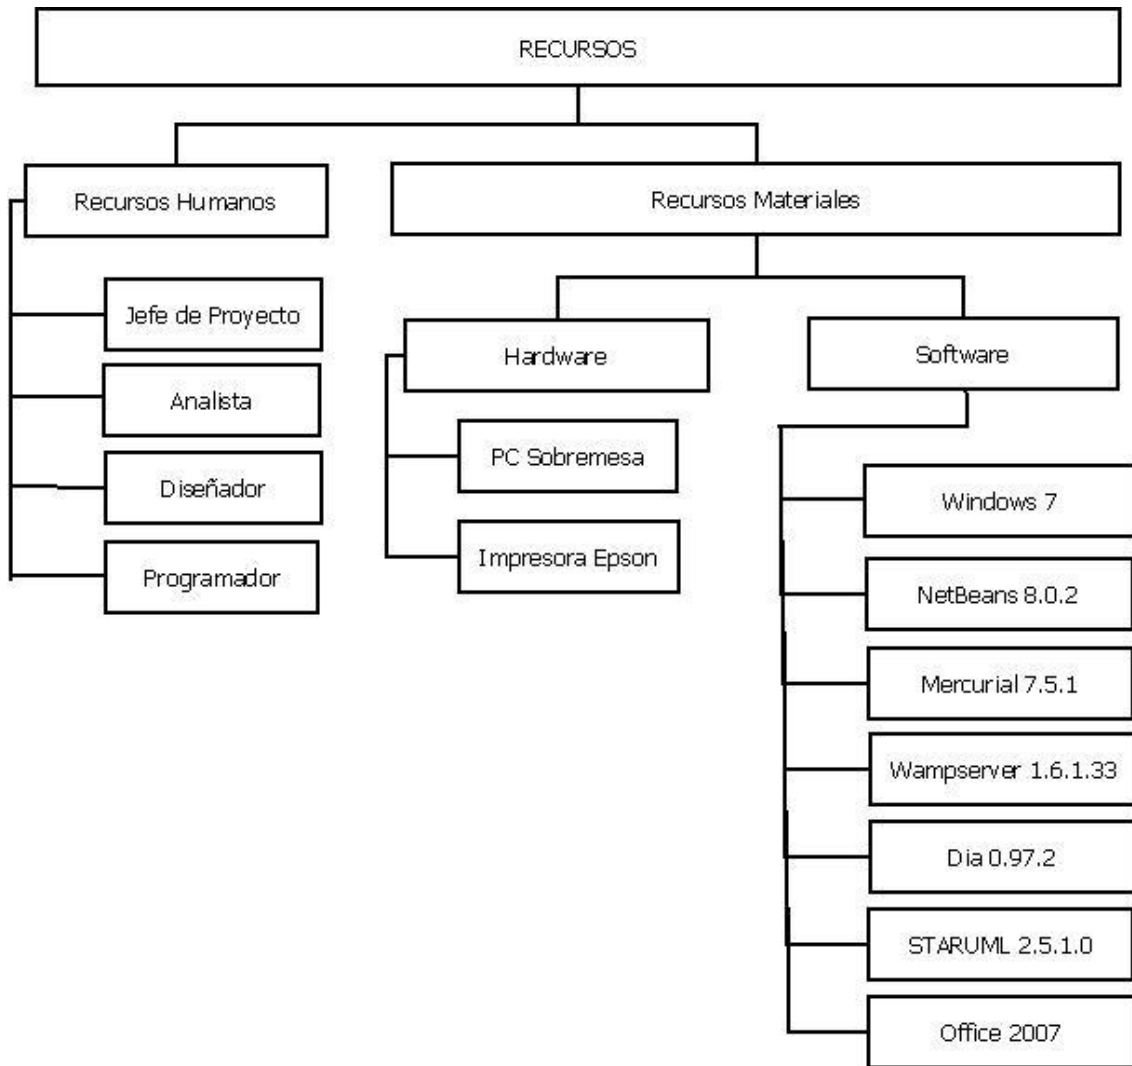 RECURSOS
Recursos Humanos
Recursos Materiales
Jefe de Proyecto
Analista
Diseñador
Programador
Hardware
PC Sobremesa
Impresora Epson
Software
Windows 7
NetBeans 8.0.2
Mercurial 7.5.1
Wampserver 1.6.1.33
Dia 0.97.2
STARUML 2.5.1.0
Office 2007